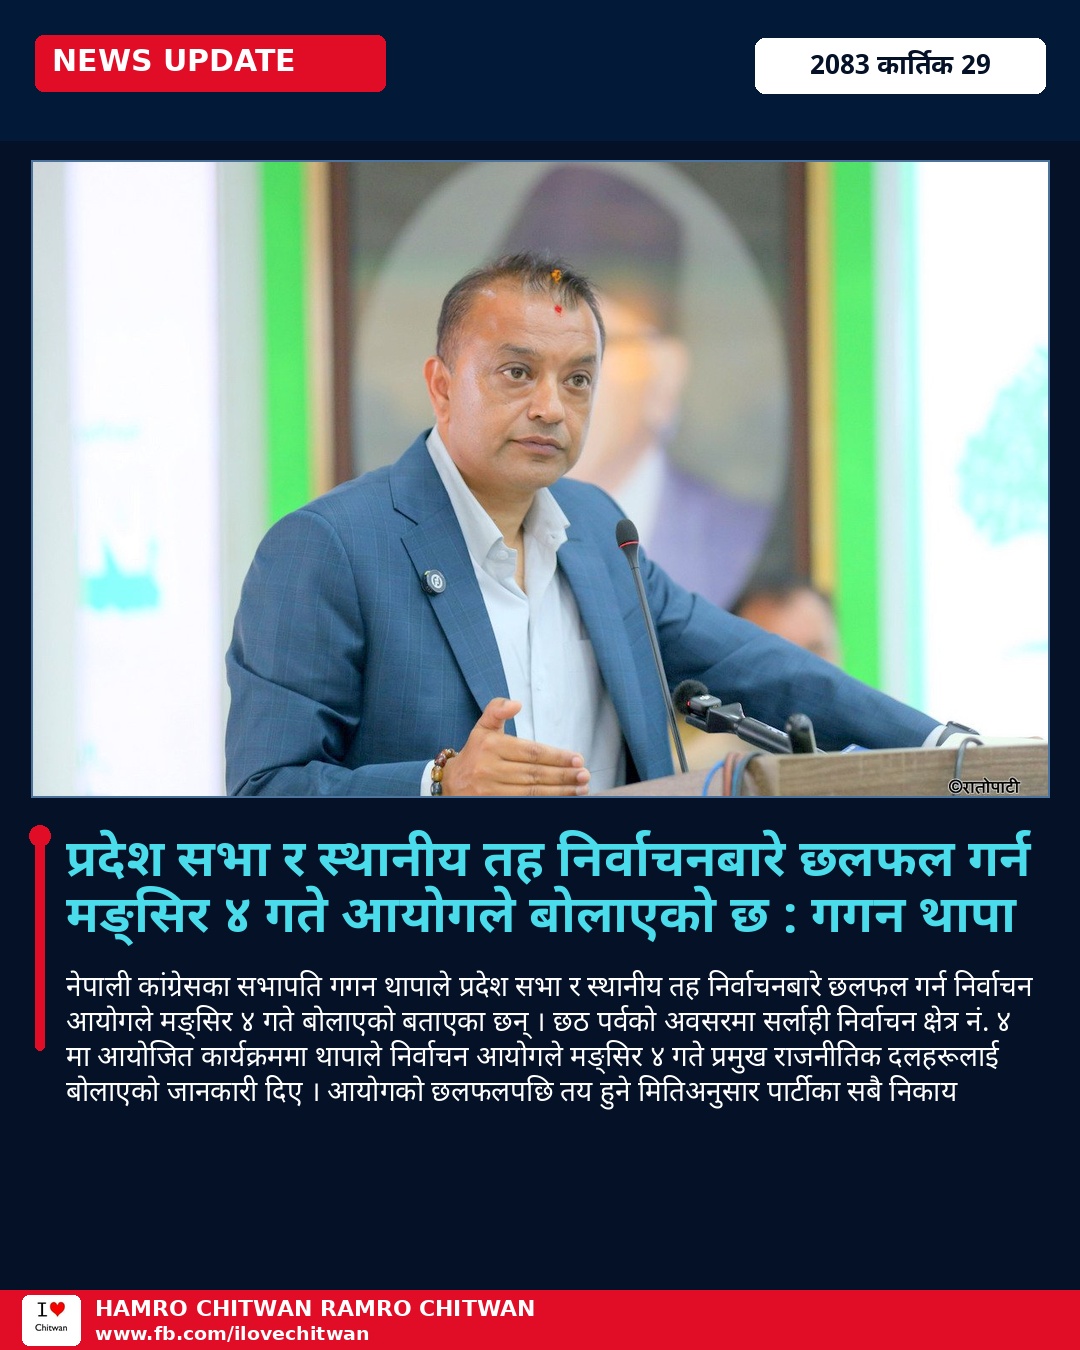 NEWS UPDATE
2083 कार्तिक 29
©रातोपाटी
प्रदेश सभा र स्थानीय तह निर्वाचनबारे छलफल गर्न
मङ्सिर ४ गते आयोगले बोलाएको छ : गगन थापा
नेपाली कांग्रेसका सभापति गगन थापाले प्रदेश सभा र स्थानीय तह निर्वाचनबारे छलफल गर्न निर्वाचन
आयोगले मङ्सिर ४ गते बोलाएको बताएका छन् । छठ पर्वको अवसरमा सर्लाही निर्वाचन क्षेत्र नं. ४
मा आयोजित कार्यक्रममा थापाले निर्वाचन आयोगले मङ्सिर ४ गते प्रमुख राजनीतिक दलहरूलाई
बोलाएको जानकारी दिए । आयोगको छलफलपछि तय हुने मितिअनुसार पार्टीका सबै निकाय
I ❤
Chitwan
HAMRO CHITWAN RAMRO CHITWAN
www.fb.com/ilovechitwan